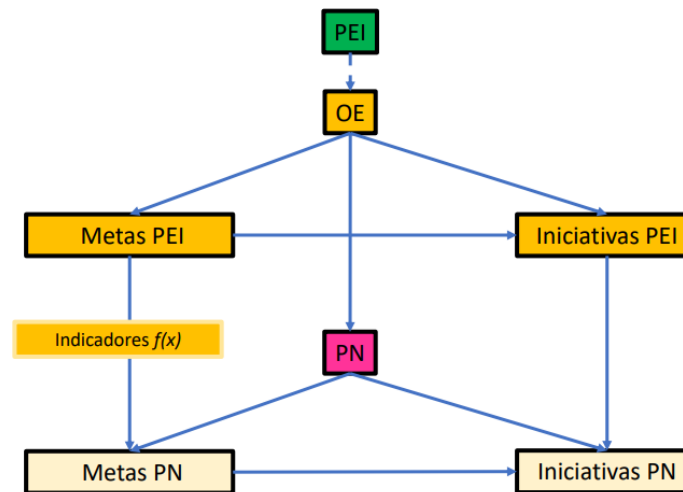 PEI
OE
Metas PEI
Iniciativas PEI
Indicadores f(x)
PN
Metas PN
Iniciativas PN